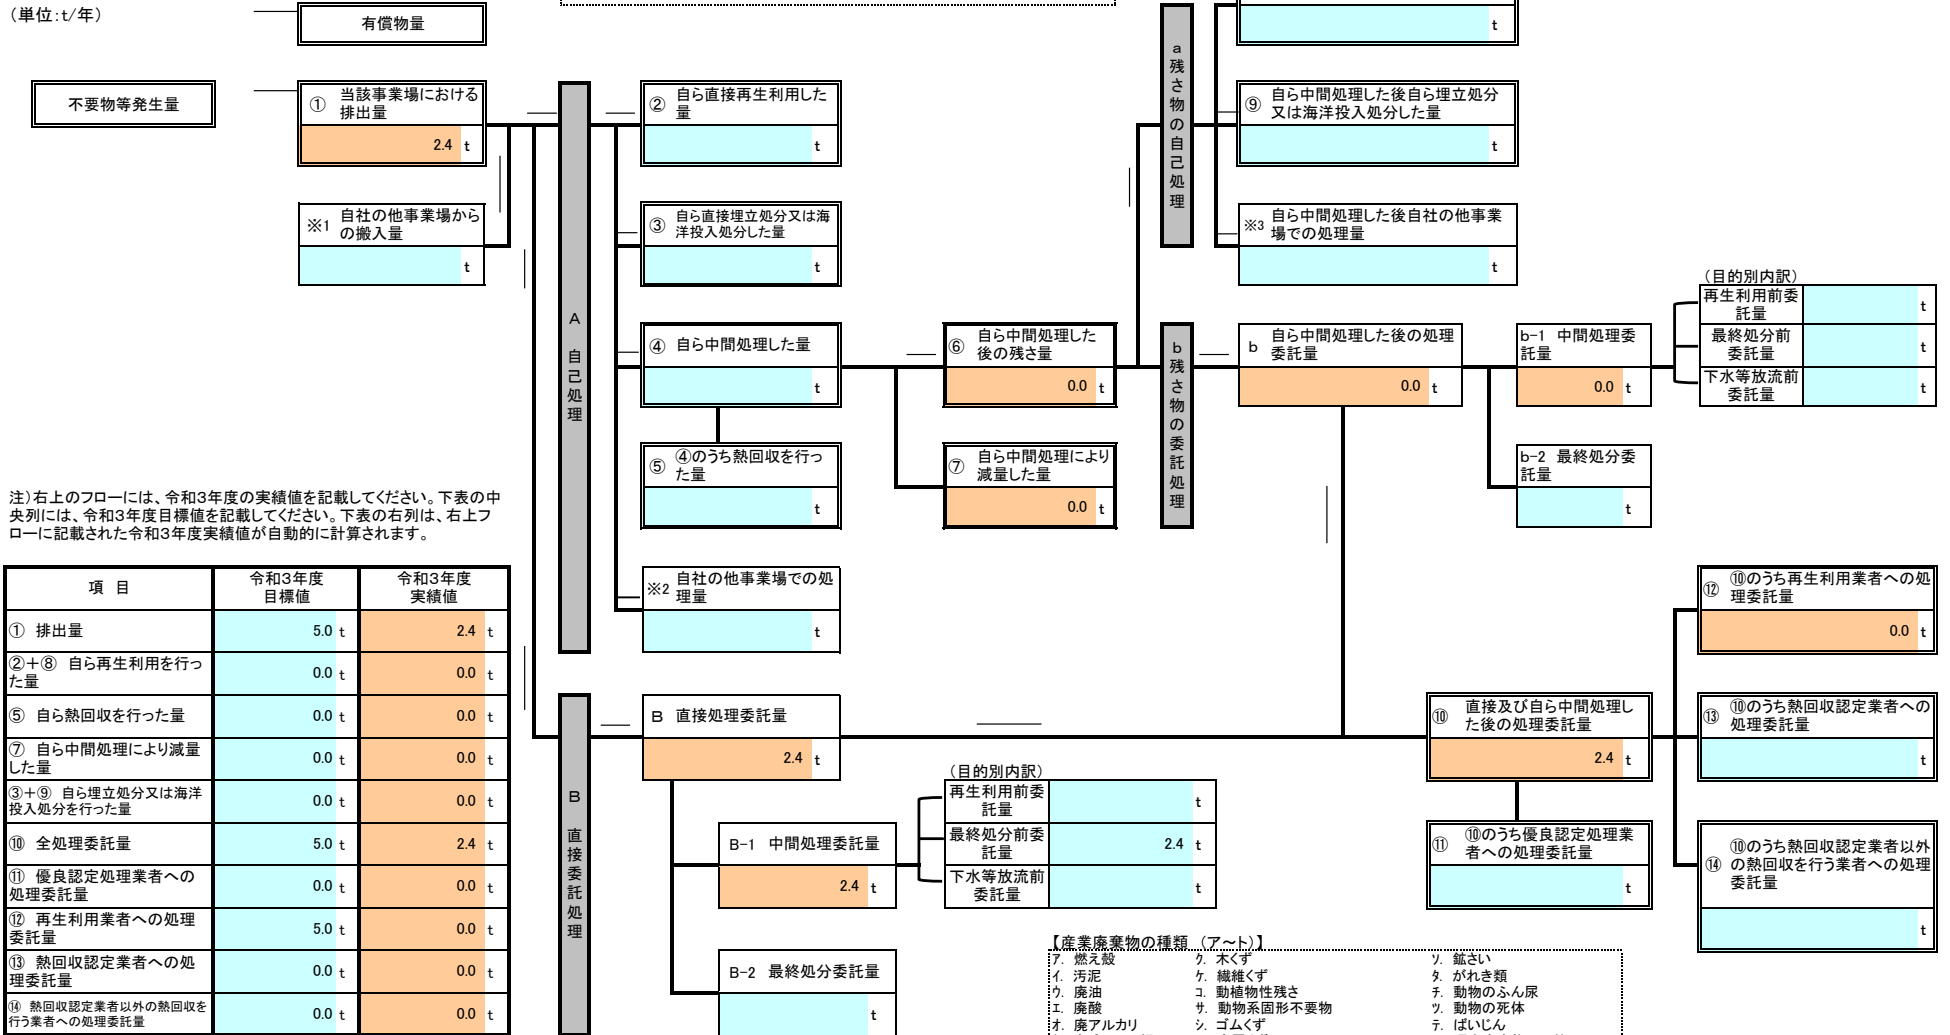 (単位:t/年)
有償物量
t
不要物等発生量
① 当該事業場における
排出量
2.4 t
※1 自社の他事業場から
の搬入量
t
A 自己処理
② 自ら直接再生利用した
量
t
③ 自ら直接埋立処分又は海
洋投入処分した量
t
④ 自ら中間処理した量
t
⑤ ④のうち熱回収を行っ
た量
t
※2 自社の他事業場での処
理量
t
⑥ 自ら中間処理した
後の残さ量
0.0 t
⑦ 自ら中間処理により
減量した量
0.0 t
a 残さ物の自己処理
⑨ 自ら中間処理した後自ら埋立処分
又は海洋投入処分した量
t
※3 自ら中間処理した後自社の他事業
場での処理量
t
b 残さ物の委託処理
b 自ら中間処理した後の処理
委託量
0.0 t
b-1 中間処理委
託量
0.0 t
b-2 最終処分委
託量
t
(目的別内訳)
再生利用前委
託量
t
最終処分前
委託量
t
下水等放流前
委託量
t
注)右上のフローには、令和3年度の実績値を記載してください。下表の中
央列には、令和3年度目標値を記載してください。下表の右列は、右上フ
ローに記載された令和3年度実績値が自動的に計算されます。
項 目 令和3年度 目標値 令和3年度 実績値
① 排出量 5.0 t 2.4 t
②+⑧ 自ら再生利用を行っ
た量 0.0 t 0.0 t
⑤ 自ら熱回収を行った量 0.0 t 0.0 t
⑦ 自ら中間処理により減量
した量 0.0 t 0.0 t
③+⑨ 自ら埋立処分又は海洋
投入処分を行った量 0.0 t 0.0 t
⑩ 全処理委託量 5.0 t 2.4 t
⑪ 優良認定処理業者への
処理委託量 0.0 t 0.0 t
⑫ 再生利用業者への処理
委託量 5.0 t 0.0 t
⑬ 熱回収認定業者への処
理委託量 0.0 t 0.0 t
⑭ 熱回収認定業者以外の熱回収を
行う業者への処理委託量 0.0 t 0.0 t
B 直接委託処理
B 直接処理委託量
2.4 t
B-1 中間処理委託量
2.4 t
B-2 最終処分委託量
t
(目的別内訳)
再生利用前委
託量
t
最終処分前委
託量
2.4 t
下水等放流前
委託量
t
⑩ 直接及び自ら中間処理し
た後の処理委託量
2.4 t
⑪ ⑩のうち優良認定処理業
者への処理委託量
t
⑫ ⑩のうち再生利用業者への処
理委託量
0.0 t
⑬ ⑩のうち熱回収認定業者への
処理委託量
t
⑭ ⑩のうち熱回収認定業者以外
の熱回収を行う業者への処理
委託量
t
【産業廃棄物の種類 (ア~ト)】
ア. 燃え殻 ク. 木くず ソ. 鉱さい
イ. 汚泥 ケ. 繊維くず タ. がれき類
ウ. 廃油 コ. 動植物性残さ チ. 動物のふん尿
エ. 廃酸 サ. 動物系固形不要物 ツ. 動物の死体
オ. 廃アルカリ シ. ゴムくず テ. ばいじん